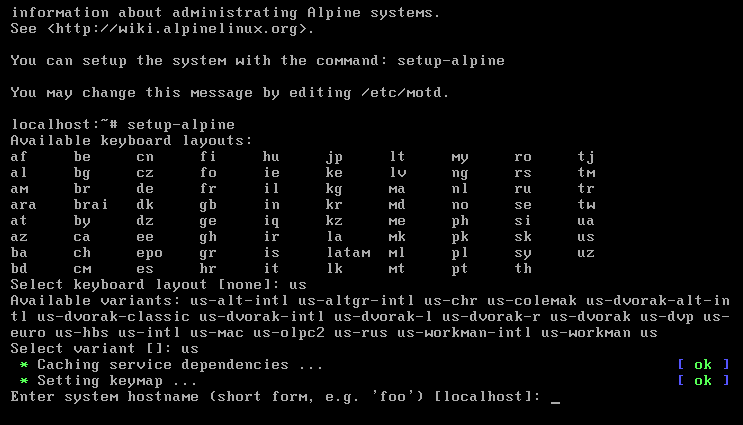 information about administrating Alpine systems.
See <http://wiki.alpinelinux.org>.
You can setup the system with the command: setup-alpine
You may change this message by editing /etc/motd.
localhost:~# setup-alpine
Available keyboard layouts:
af be cn fi hu jp lt my ro tj
al bg cz fo ie ke lv ng rs tm
am br de fr il kg ma nl ru tr
ara brai dk gb in kr md no se tw
at by dz ge iq kz me ph si ua
az ca ee gh ir la mk pk sk us
ba ch epo gr is latam ml pl sy uz
bd cm es hr it lk mt pt th
Select keyboard layout [none]: us
Available variants: us-alt-intl us-altgr-intl us-chr us-colemak us-dvorak-alt-in
tl us-dvorak-classic us-dvorak-intl us-dvorak-l us-dvorak-r us-dvorak us-dvp us-
euro us-hbs us-intl us-mac us-olpc2 us-rus us-workman-intl us-workman us
Select variant []: us
* Caching service dependencies ... [ ok ]
* Setting keymap ... [ ok ]
Enter system hostname (short form, e.g. 'foo') [localhost]: _